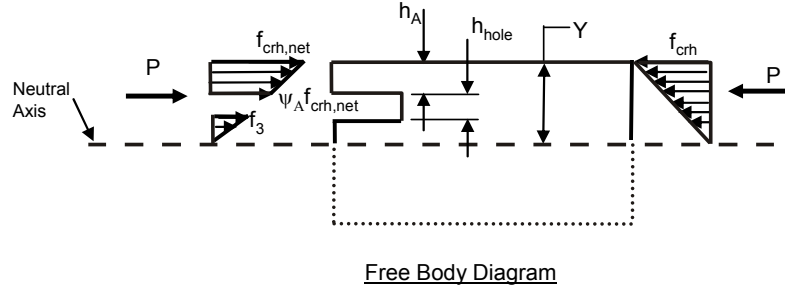 h_A
f_crh,net
h_hole
Y
f_crh
P
P
Neutral
Axis
ψ_A f_crh,net
f_3
Free Body Diagram